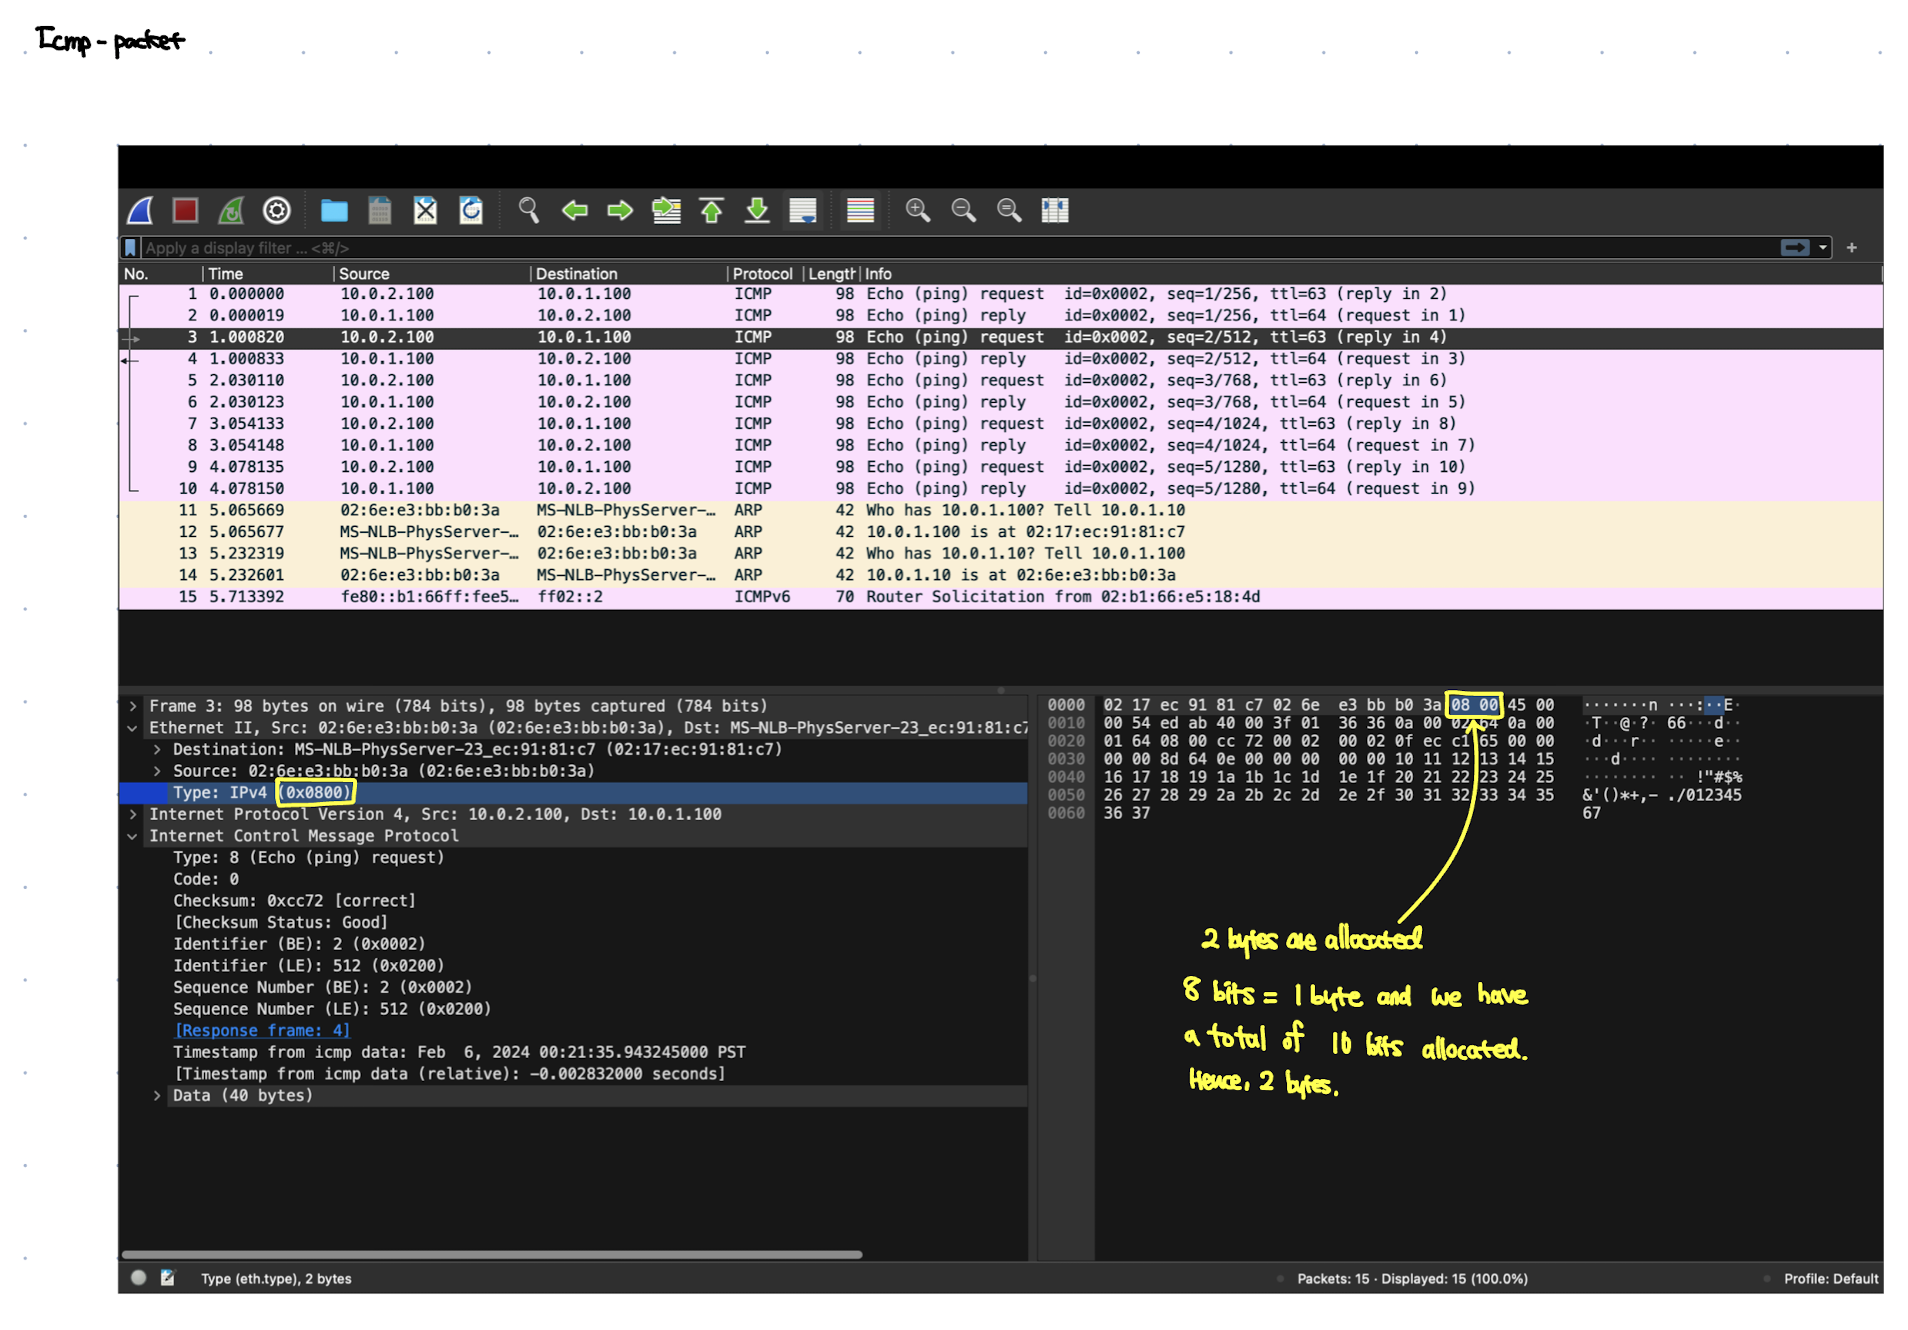 Icmp - packet
Apply a display filter ... <⌘/>
No. Time Source Destination Protocol Length Info
1 0.000000 10.0.2.100 10.0.1.100 ICMP 98 Echo (ping) request id=0x0002, seq=1/256, ttl=63 (reply in 2)
2 0.000019 10.0.1.100 10.0.2.100 ICMP 98 Echo (ping) reply id=0x0002, seq=1/256, ttl=64 (request in 1)
3 1.000820 10.0.2.100 10.0.1.100 ICMP 98 Echo (ping) request id=0x0002, seq=2/512, ttl=63 (reply in 4)
4 1.000833 10.0.1.100 10.0.2.100 ICMP 98 Echo (ping) reply id=0x0002, seq=2/512, ttl=64 (request in 3)
5 2.030110 10.0.2.100 10.0.1.100 ICMP 98 Echo (ping) request id=0x0002, seq=3/768, ttl=63 (reply in 6)
6 2.030123 10.0.1.100 10.0.2.100 ICMP 98 Echo (ping) reply id=0x0002, seq=3/768, ttl=64 (request in 5)
7 3.054133 10.0.2.100 10.0.1.100 ICMP 98 Echo (ping) request id=0x0002, seq=4/1024, ttl=63 (reply in 8)
8 3.054148 10.0.1.100 10.0.2.100 ICMP 98 Echo (ping) reply id=0x0002, seq=4/1024, ttl=64 (request in 7)
9 4.078135 10.0.2.100 10.0.1.100 ICMP 98 Echo (ping) request id=0x0002, seq=5/1280, ttl=63 (reply in 10)
10 4.078150 10.0.1.100 10.0.2.100 ICMP 98 Echo (ping) reply id=0x0002, seq=5/1280, ttl=64 (request in 9)
11 5.065669 02:6e:e3:bb:b0:3a MS-NLB-PhysServer-… ARP 42 Who has 10.0.1.100? Tell 10.0.1.10
12 5.065677 MS-NLB-PhysServer-… 02:6e:e3:bb:b0:3a ARP 42 10.0.1.100 is at 02:17:ec:91:81:c7
13 5.232319 MS-NLB-PhysServer-… 02:6e:e3:bb:b0:3a ARP 42 Who has 10.0.1.10? Tell 10.0.1.100
14 5.232601 02:6e:e3:bb:b0:3a MS-NLB-PhysServer-… ARP 42 10.0.1.10 is at 02:6e:e3:bb:b0:3a
15 5.713392 fe80::b1:66ff:fee5… ff02::2 ICMPv6 70 Router Solicitation from 02:b1:66:e5:18:4d
Frame 3: 98 bytes on wire (784 bits), 98 bytes captured (784 bits)
Ethernet II, Src: 02:6e:e3:bb:b0:3a (02:6e:e3:bb:b0:3a), Dst: MS-NLB-PhysServer-23_ec:91:81:c7
Destination: MS-NLB-PhysServer-23_ec:91:81:c7 (02:17:ec:91:81:c7)
Source: 02:6e:e3:bb:b0:3a (02:6e:e3:bb:b0:3a)
Type: IPv4 (0x0800)
Internet Protocol Version 4, Src: 10.0.2.100, Dst: 10.0.1.100
Internet Control Message Protocol
Type: 8 (Echo (ping) request)
Code: 0
Checksum: 0xcc72 [correct]
[Checksum Status: Good]
Identifier (BE): 2 (0x0002)
Identifier (LE): 512 (0x0200)
Sequence Number (BE): 2 (0x0002)
Sequence Number (LE): 512 (0x0200)
[Response frame: 4]
Timestamp from icmp data: Feb 6, 2024 00:21:35.943245000 PST
[Timestamp from icmp data (relative): -0.002832000 seconds]
Data (40 bytes)
0000 02 17 ec 91 81 c7 02 6e e3 bb b0 3a 08 00 45 00 ·······n ···:··E·
0010 00 54 ed ab 40 00 3f 01 36 36 0a 00 02 64 0a 00 ·T··@·?· 66···d··
0020 01 64 08 00 cc 72 00 02 00 02 0f ec c1 65 00 00 ·d···r·· ·····e··
0030 00 00 8d 64 0e 00 00 00 00 00 10 11 12 13 14 15 ···d···· ········
0040 16 17 18 19 1a 1b 1c 1d 1e 1f 20 21 22 23 24 25 ········ ·· !"#$%
0050 26 27 28 29 2a 2b 2c 2d 2e 2f 30 31 32 33 34 35 &'()*+,- ./012345
0060 36 37 67
2 bytes are allocated
8 bits = 1 byte and we have
a total of 16 bits allocated.
Hence, 2 bytes.
Type (eth.type), 2 bytes
Packets: 15 · Displayed: 15 (100.0%)
Profile: Default